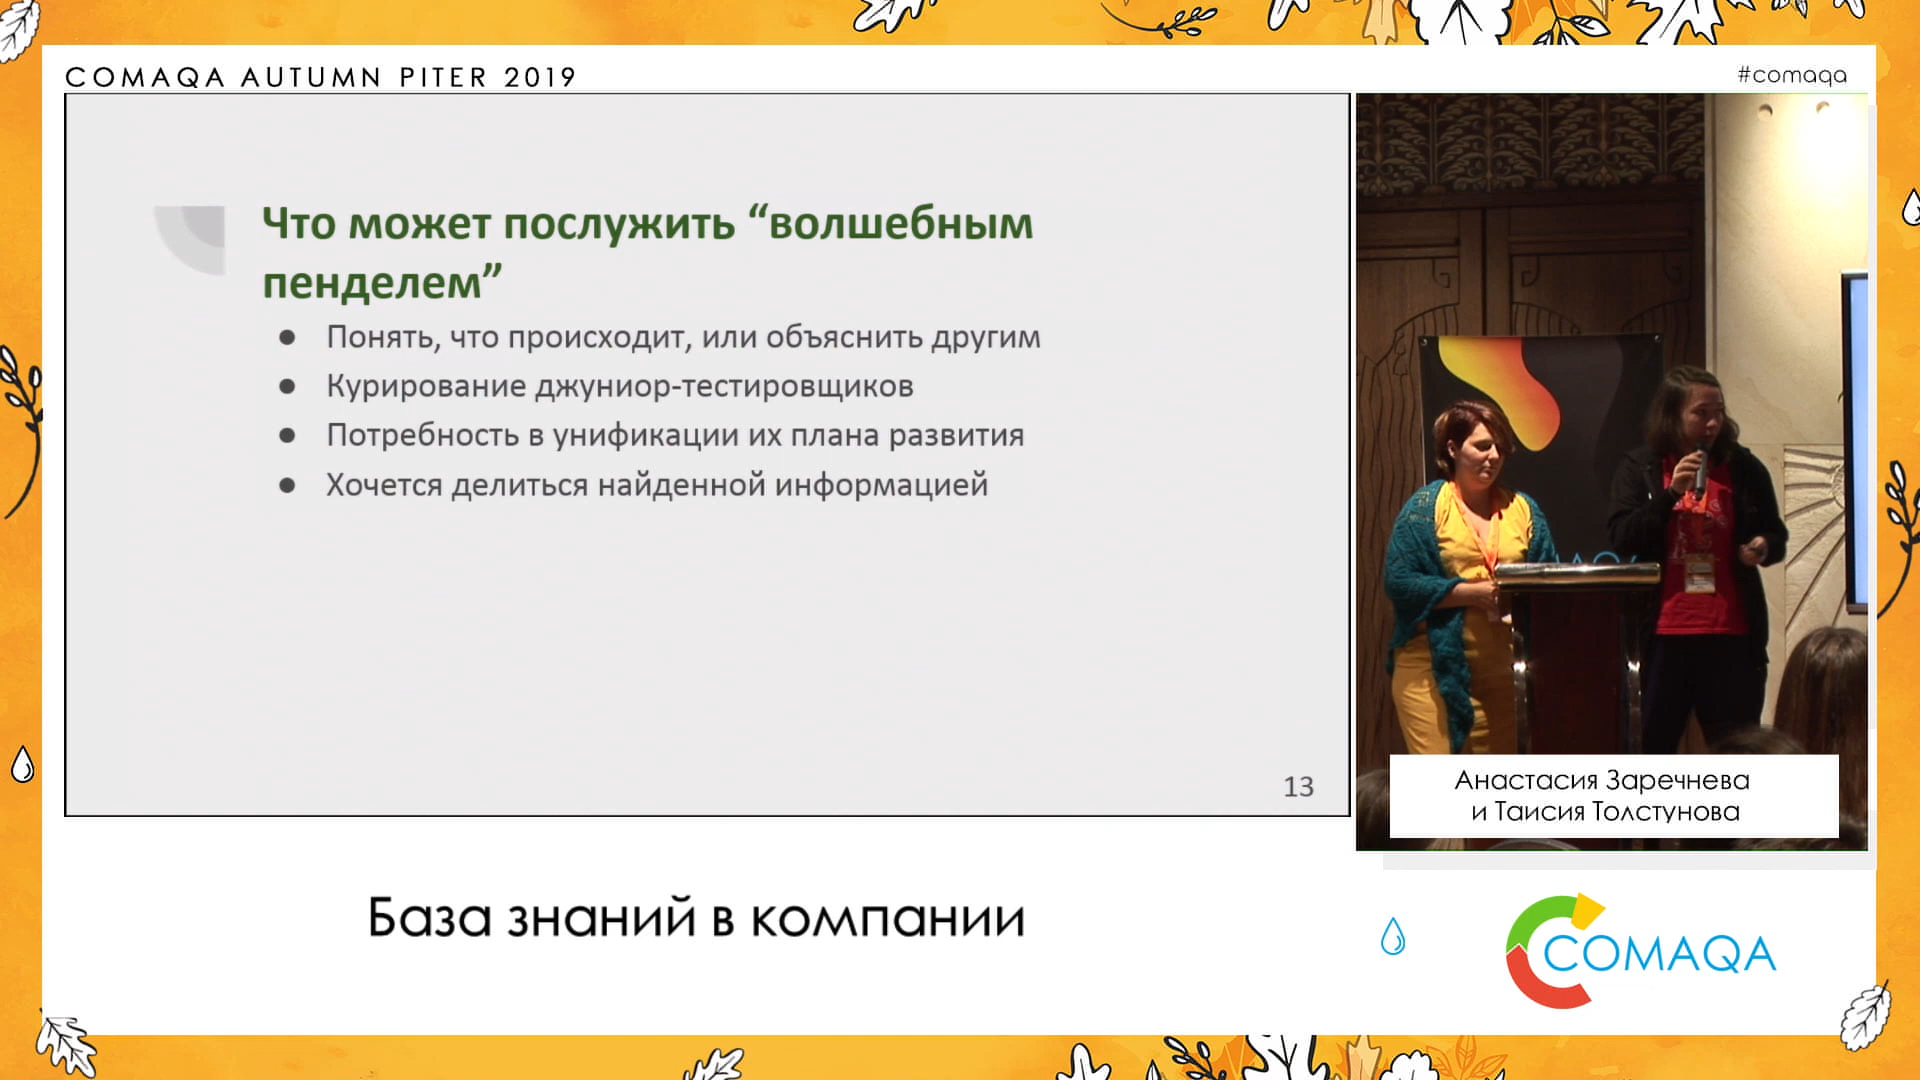 COMAQA AUTUMN PITER 2019
#comaqa
Что может послужить “волшебным
пенделем”
● Понять, что происходит, или объяснить другим
● Курирование джуниор-тестировщиков
● Потребность в унификации их плана развития
● Хочется делиться найденной информацией
13
Анастасия Заречнева
и Таисия Толстунова
База знаний в компании
COMAQA